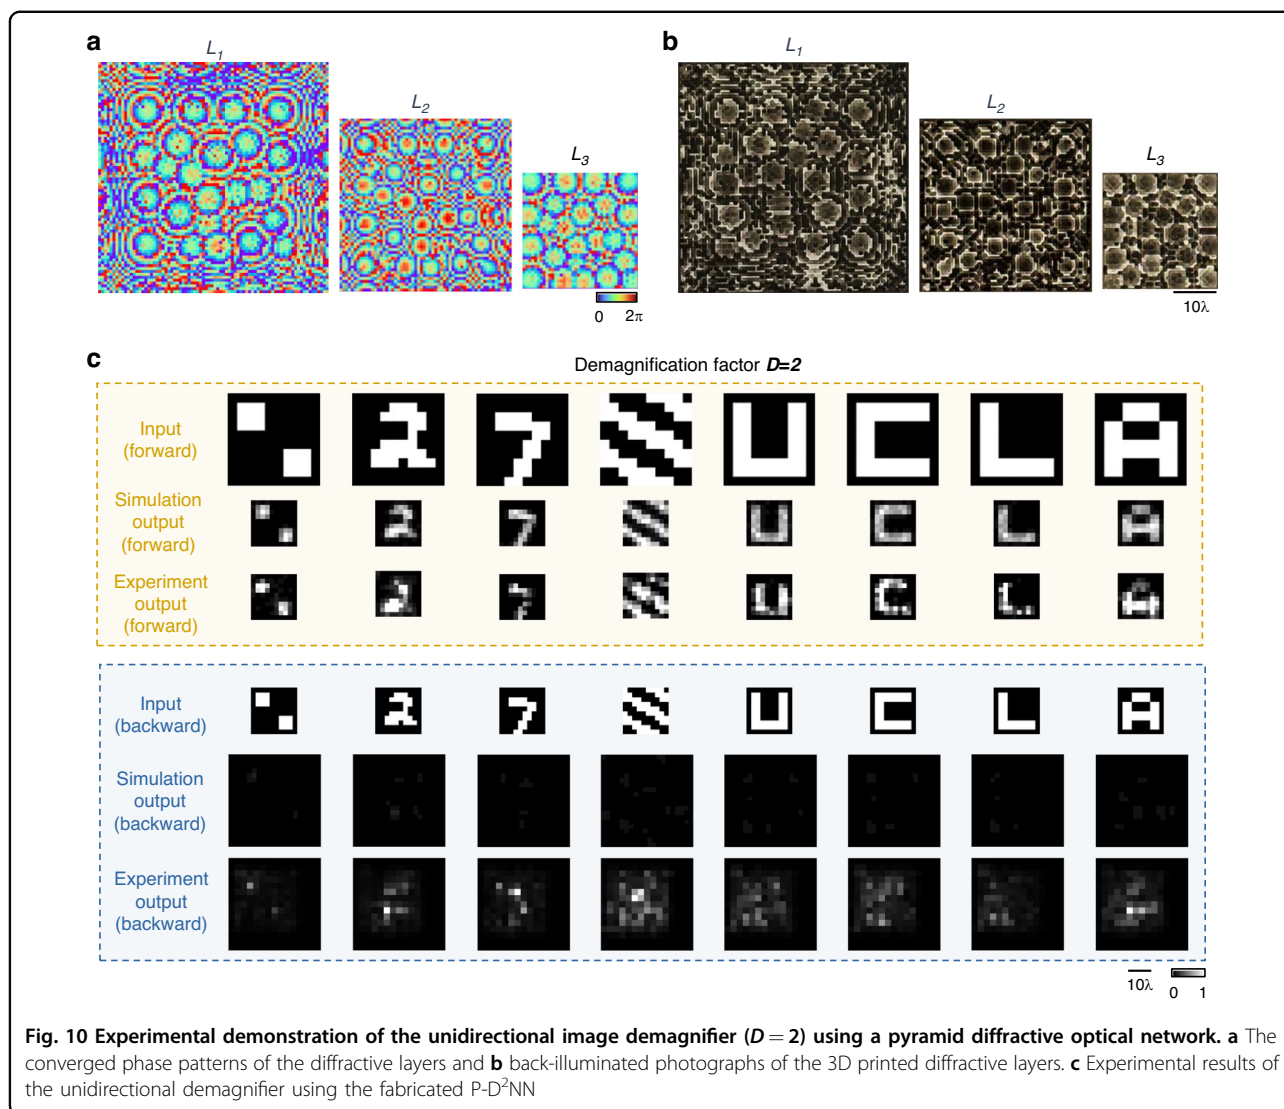 a
b
L1
L2
L3
L1
L2
L3
0 2π
10λ
c
Demagnification factor D=2
Input
(forward)
Simulation
output
(forward)
Experiment
output
(forward)
Input
(backward)
Simulation
output
(backward)
Experiment
output
(backward)
10λ
0 1
Fig. 10 Experimental demonstration of the unidirectional image demagnifier (D = 2) using a pyramid diffractive optical network. a The
converged phase patterns of the diffractive layers and b back-illuminated photographs of the 3D printed diffractive layers. c Experimental results of
the unidirectional demagnifier using the fabricated P-D²NN